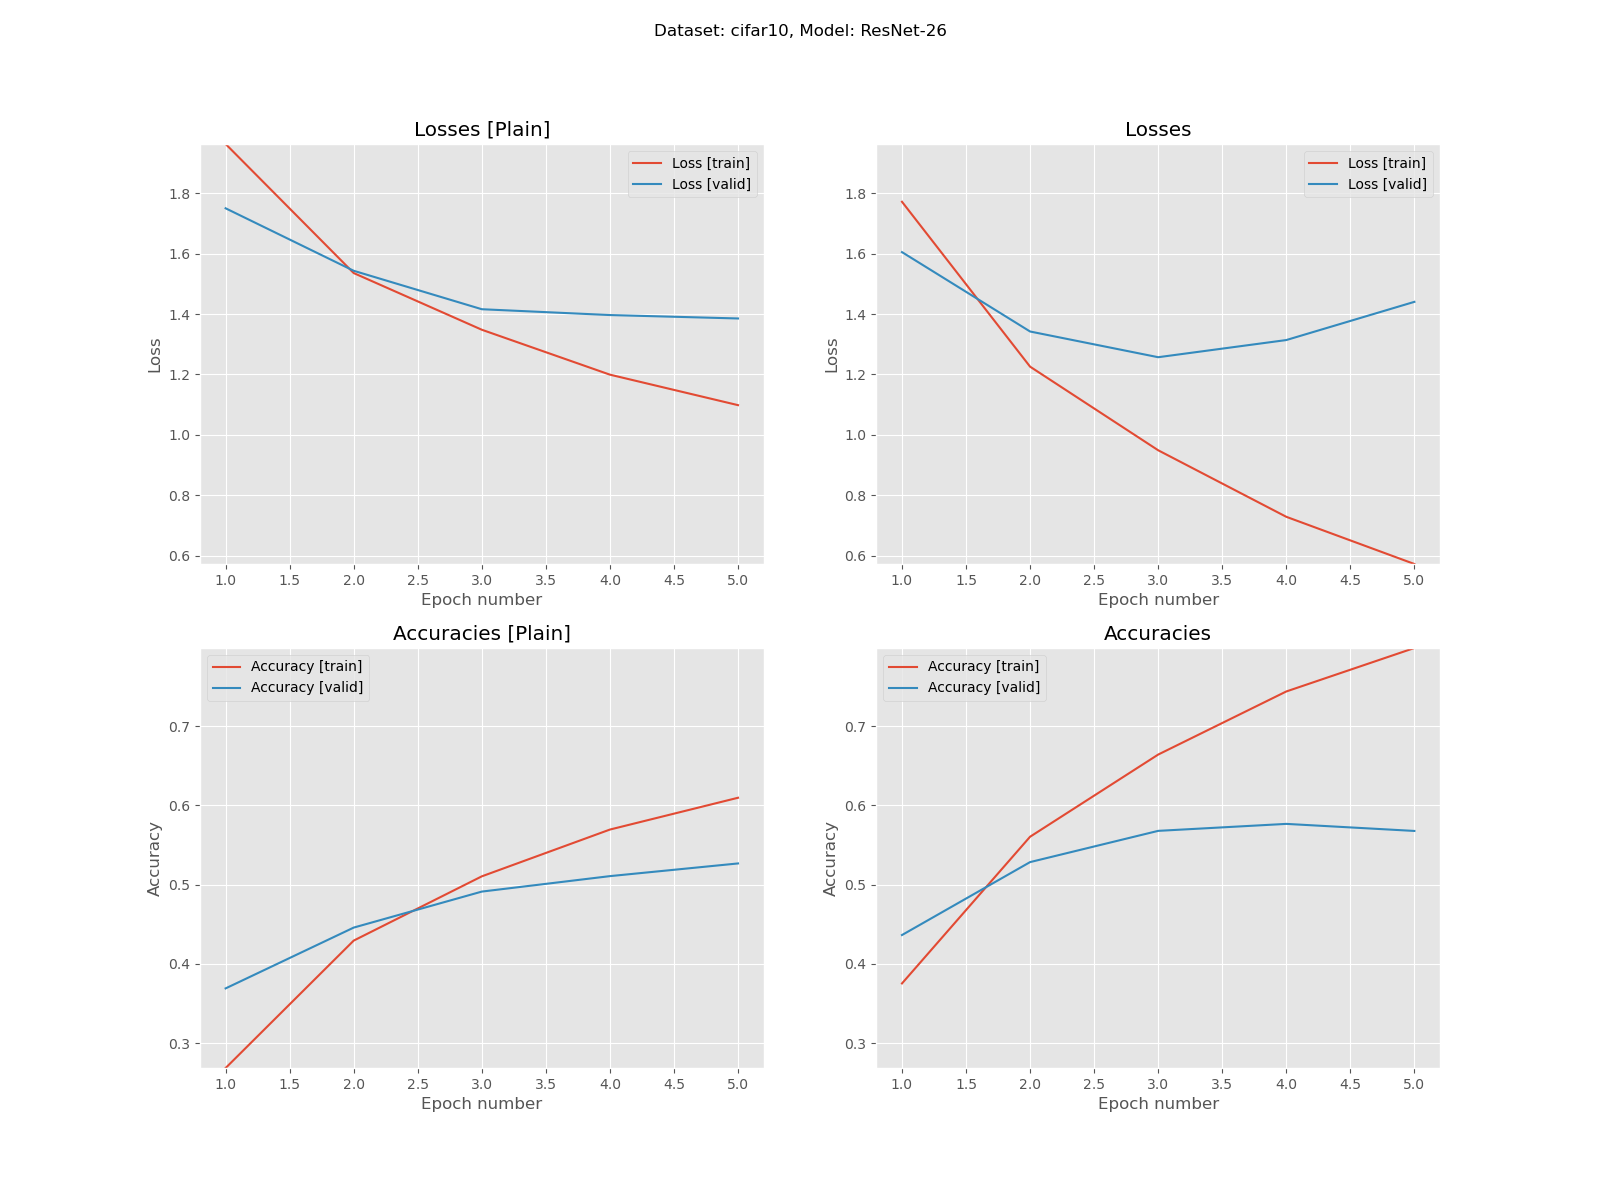 Dataset: cifar10, Model: ResNet-26
Losses [Plain]
Loss [train]
Loss [valid]
1.8
1.6
1.4
1.2
1.0
0.8
0.6
Loss
1.0 1.5 2.0 2.5 3.0 3.5 4.0 4.5 5.0
Epoch number
Losses
Loss [train]
Loss [valid]
1.8
1.6
1.4
1.2
1.0
0.8
0.6
Loss
1.0 1.5 2.0 2.5 3.0 3.5 4.0 4.5 5.0
Epoch number
Accuracies [Plain]
Accuracy [train]
Accuracy [valid]
0.7
0.6
0.5
0.4
0.3
Accuracy
1.0 1.5 2.0 2.5 3.0 3.5 4.0 4.5 5.0
Epoch number
Accuracies
Accuracy [train]
Accuracy [valid]
0.7
0.6
0.5
0.4
0.3
Accuracy
1.0 1.5 2.0 2.5 3.0 3.5 4.0 4.5 5.0
Epoch number